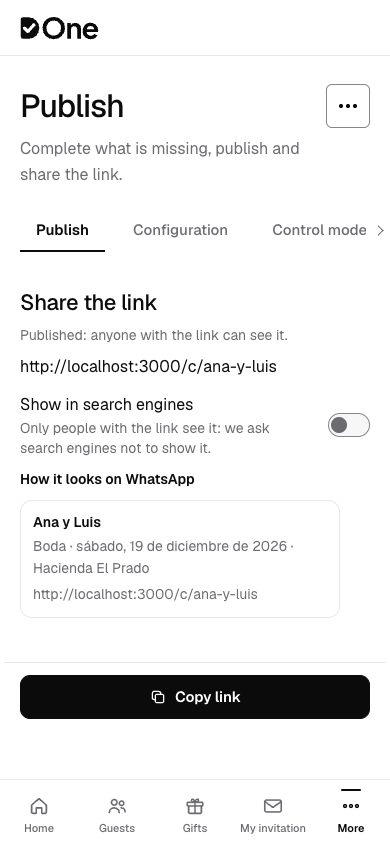 One
Publish
Complete what is missing, publish and
share the link.
Publish
Configuration
Control mode
Share the link
Published: anyone with the link can see it.
http://localhost:3000/c/ana-y-luis
Show in search engines
Only people with the link see it: we ask
search engines not to show it.
How it looks on WhatsApp
Ana y Luis
Boda · sábado, 19 de diciembre de 2026 ·
Hacienda El Prado
http://localhost:3000/c/ana-y-luis
Copy link
Home
Guests
Gifts
My invitation
More